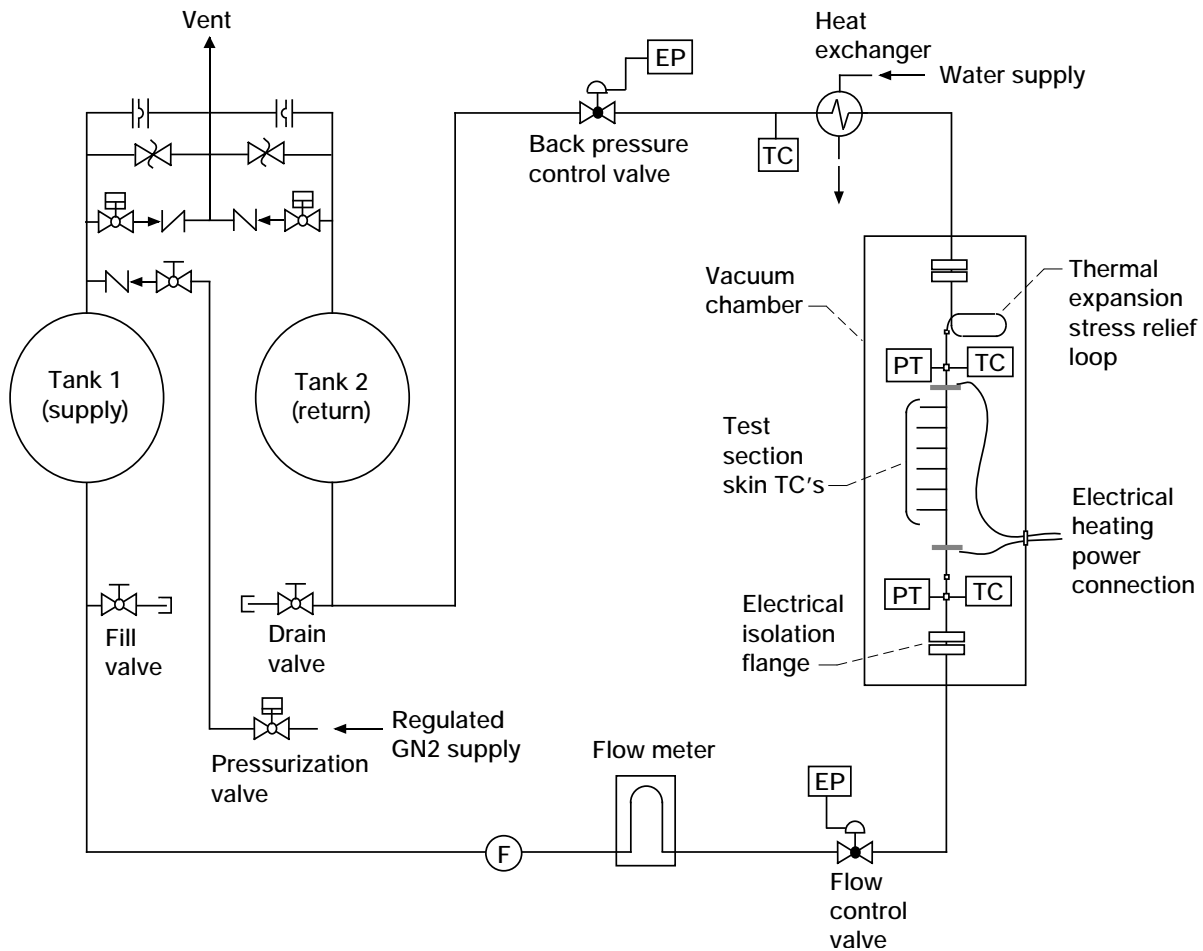 Vent
EP
Heat
exchanger
Water supply
Back pressure
control valve
TC
Vacuum
chamber
Thermal
expansion
stress relief
loop
PT
TC
Tank 1
(supply)
Tank 2
(return)
Test
section
skin TC's
Electrical
heating
power
connection
PT
TC
Electrical
isolation
flange
Fill
valve
Drain
valve
Regulated
GN2 supply
Pressurization
valve
Flow meter
EP
F
Flow
control
valve